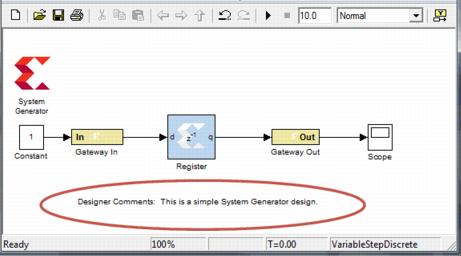 10.0 Normal
System
Generator
1 In d z⁻¹ q Out
Constant Gateway In Register Gateway Out Scope
Designer Comments: This is a simple System Generator design.
Ready 100% T=0.00 VariableStepDiscrete